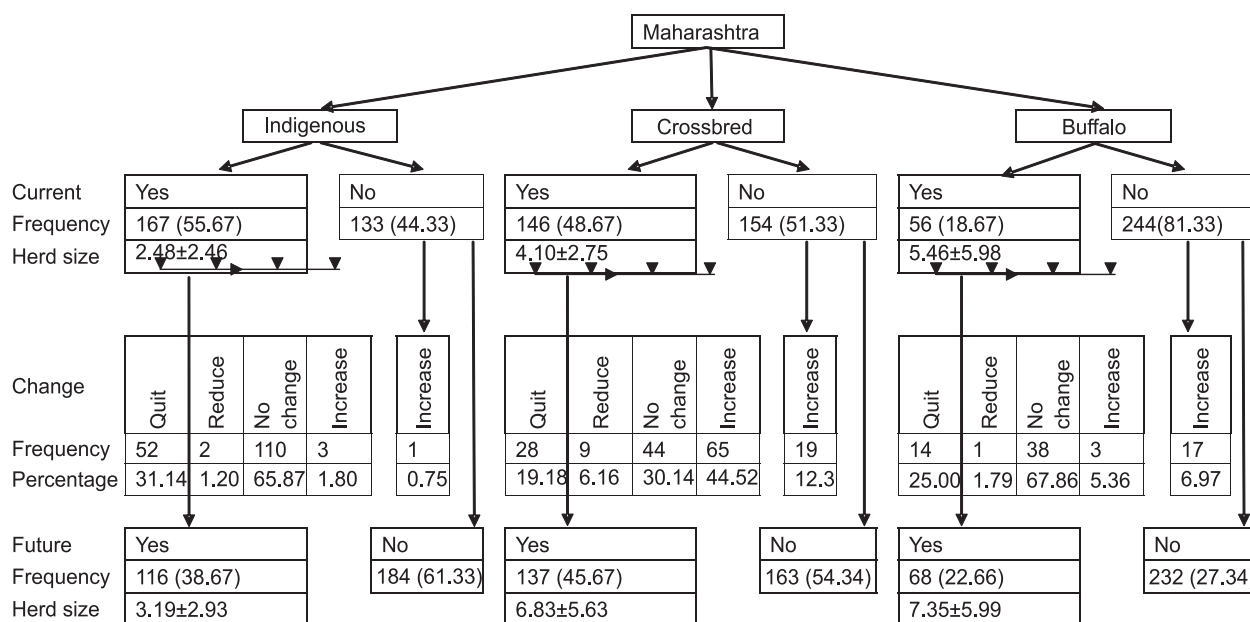 Maharashtra
Indigenous Crossbred Buffalo
Current Yes No Yes No Yes No
Frequency 167 (55.67) 133 (44.33) 146 (48.67) 154 (51.33) 56 (18.67) 244(81.33)
Herd size 2.48±2.46 4.10±2.75 5.46±5.98
Change Quit Reduce No change Increase Increase Quit Reduce No change Increase Increase Quit Reduce No change Increase Increase
Frequency 52 2 110 3 1 28 9 44 65 19 14 1 38 3 17
Percentage 31.14 1.20 65.87 1.80 0.75 19.18 6.16 30.14 44.52 12.3 25.00 1.79 67.86 5.36 6.97
Future Yes No Yes No Yes No
Frequency 116 (38.67) 184 (61.33) 137 (45.67) 163 (54.34) 68 (22.66) 232 (27.34
Herd size 3.19±2.93 6.83±5.63 7.35±5.99